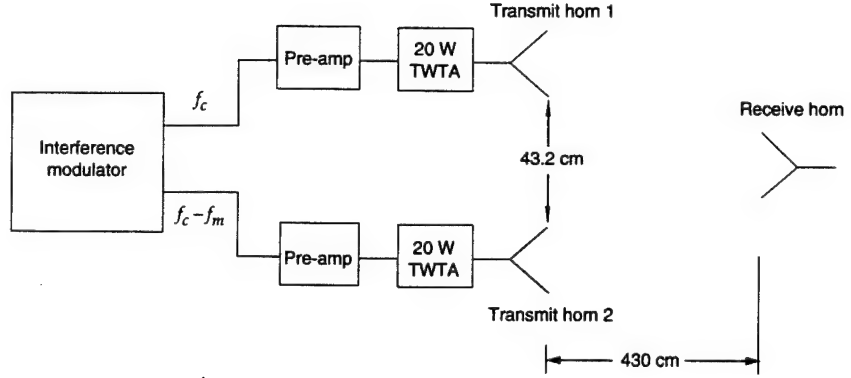 Transmit horn 1
Pre-amp
20 W
TWTA
f_c
Receive horn
Interference
modulator
43.2 cm
f_c – f_m
Pre-amp
20 W
TWTA
Transmit horn 2
430 cm